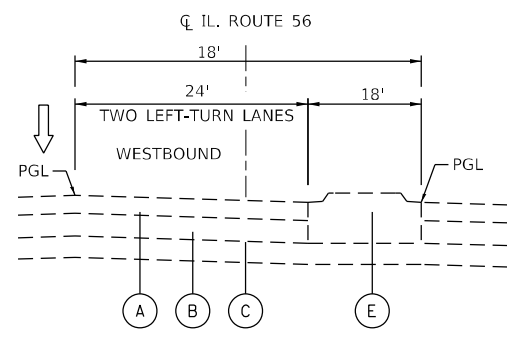 ℄ IL. ROUTE 56
18'
24'
18'
TWO LEFT-TURN LANES
WESTBOUND
PGL
PGL
A
B
C
E